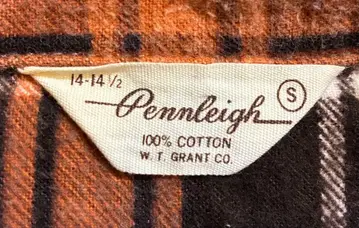 14-14 ½
Pennleigh S
100% COTTON
W. T. GRANT CO.